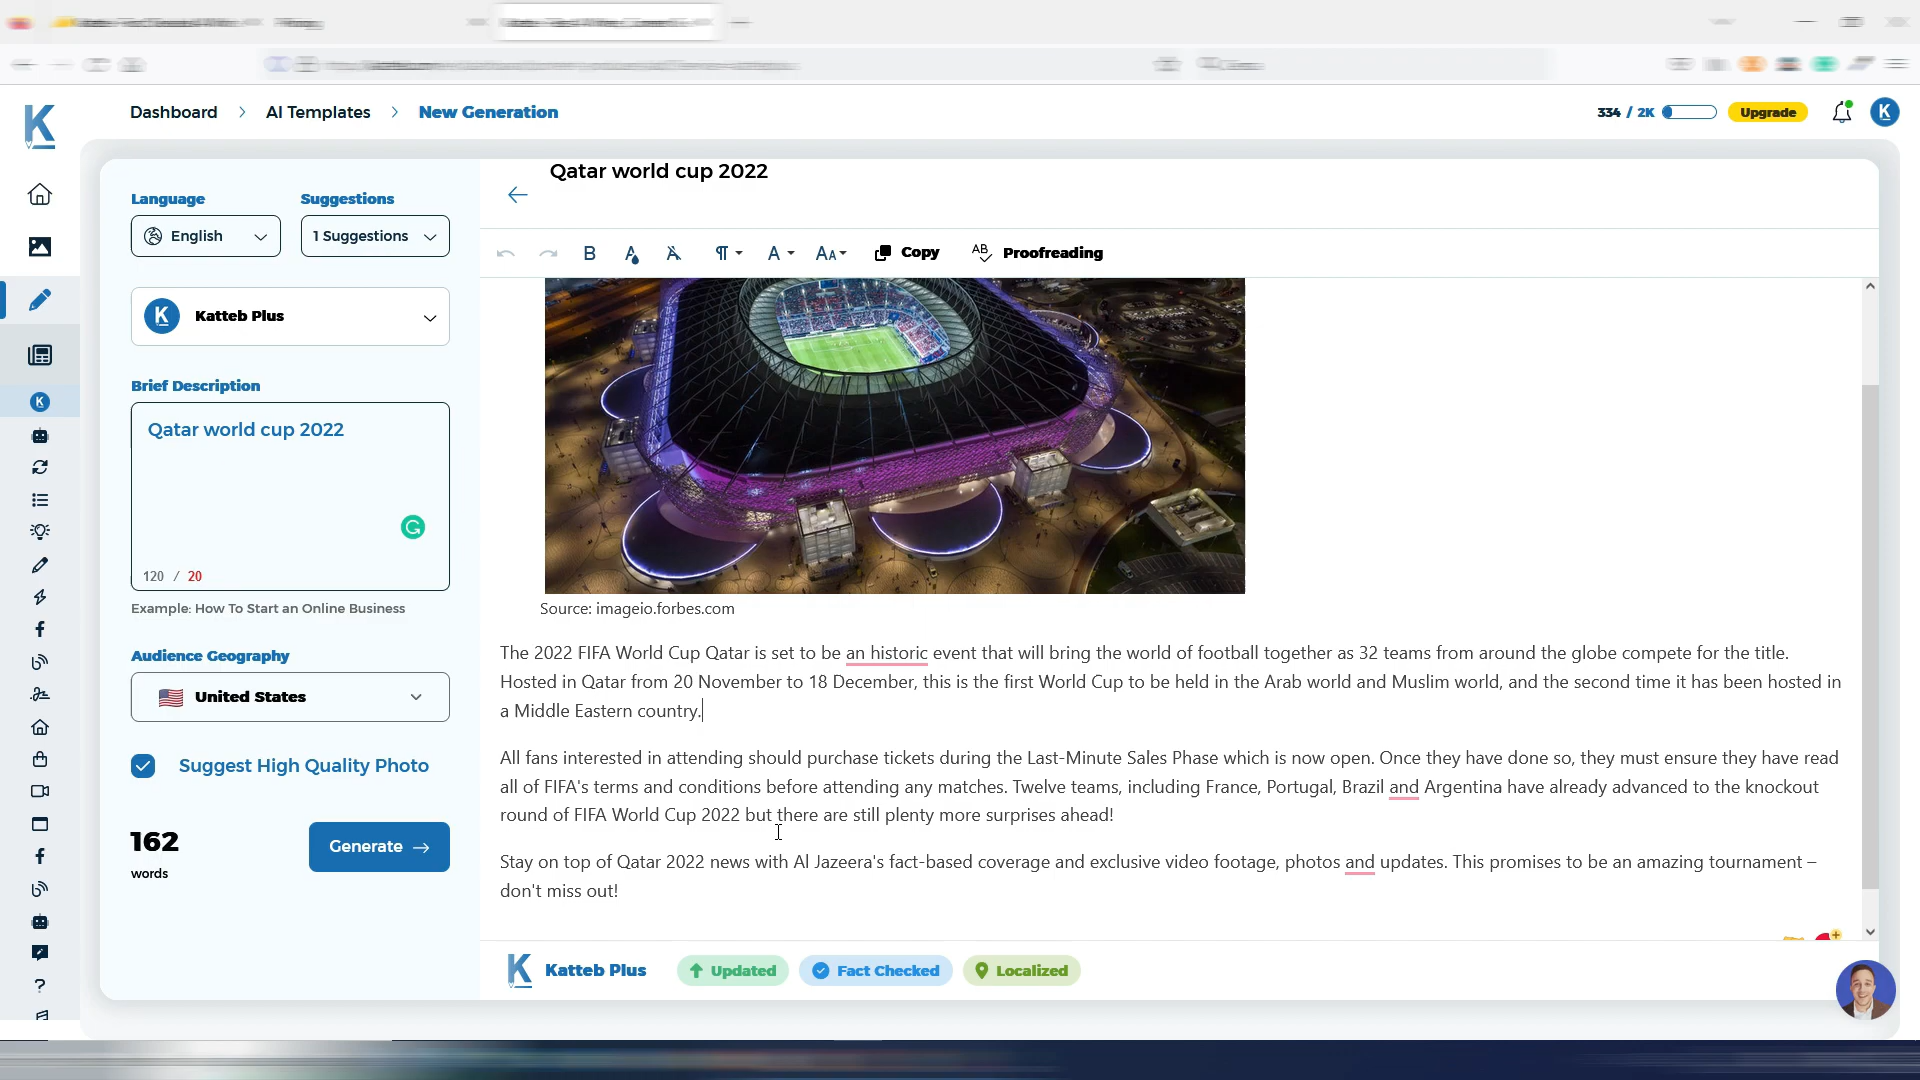 Dashboard > AI Templates > New Generation
334 / 2K
Upgrade
Language
Suggestions
English
1 Suggestions
Katteb Plus
Brief Description
Qatar world cup 2022
120 / 20
Example: How To Start an Online Business
Audience Geography
United States
Suggest High Quality Photo
162
words
Generate →
Qatar world cup 2022
Copy
Proofreading
Source: imageio.forbes.com
The 2022 FIFA World Cup Qatar is set to be an historic event that will bring the world of football together as 32 teams from around the globe compete for the title.
Hosted in Qatar from 20 November to 18 December, this is the first World Cup to be held in the Arab world and Muslim world, and the second time it has been hosted in
a Middle Eastern country.
All fans interested in attending should purchase tickets during the Last-Minute Sales Phase which is now open. Once they have done so, they must ensure they have read
all of FIFA's terms and conditions before attending any matches. Twelve teams, including France, Portugal, Brazil and Argentina have already advanced to the knockout
round of FIFA World Cup 2022 but there are still plenty more surprises ahead!
Stay on top of Qatar 2022 news with Al Jazeera's fact-based coverage and exclusive video footage, photos and updates. This promises to be an amazing tournament –
don't miss out!
Katteb Plus
Updated
Fact Checked
Localized